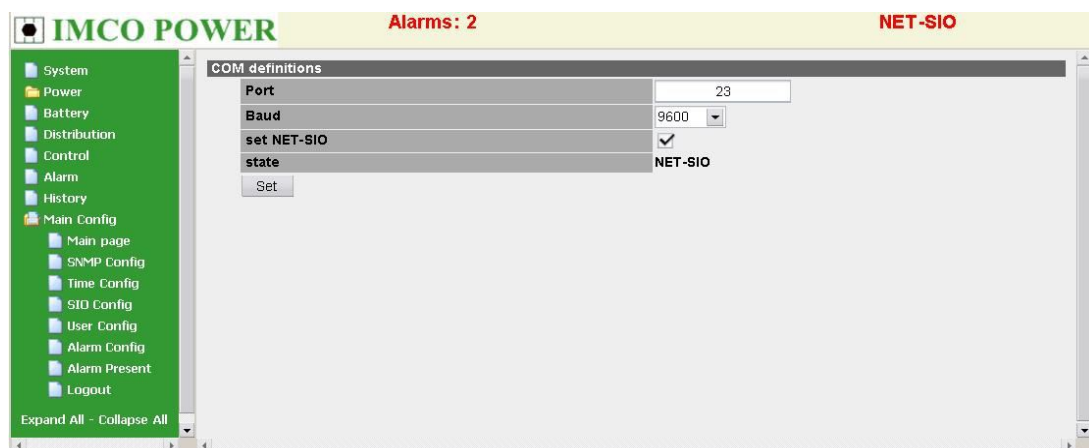 IMCO POWER
Alarms: 2
NET-SIO
System
Power
Battery
Distribution
Control
Alarm
History
Main Config
Main page
SNMP Config
Time Config
SIO Config
User Config
Alarm Config
Alarm Present
Logout
Expand All - Collapse All
COM definitions
Port 23
Baud 9600
set NET-SIO
state NET-SIO
Set